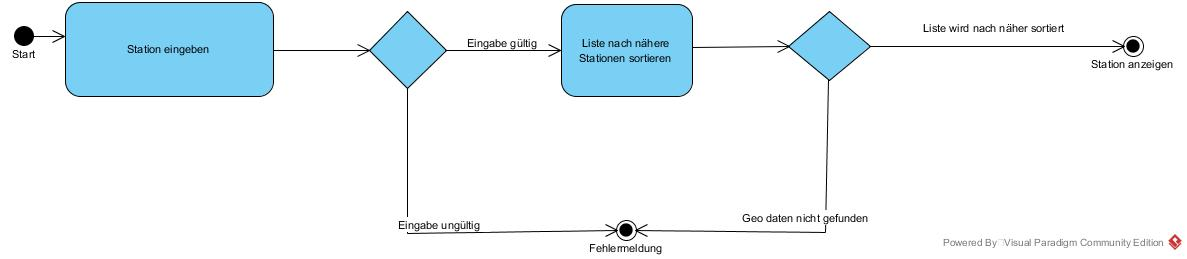 Start
Station eingeben
Eingabe gültig
Liste nach nähere
Stationen sortieren
Liste wird nach näher sortiert
Station anzeigen
Eingabe ungültig
Geo daten nicht gefunden
Fehlermeldung
Powered By Visual Paradigm Community Edition